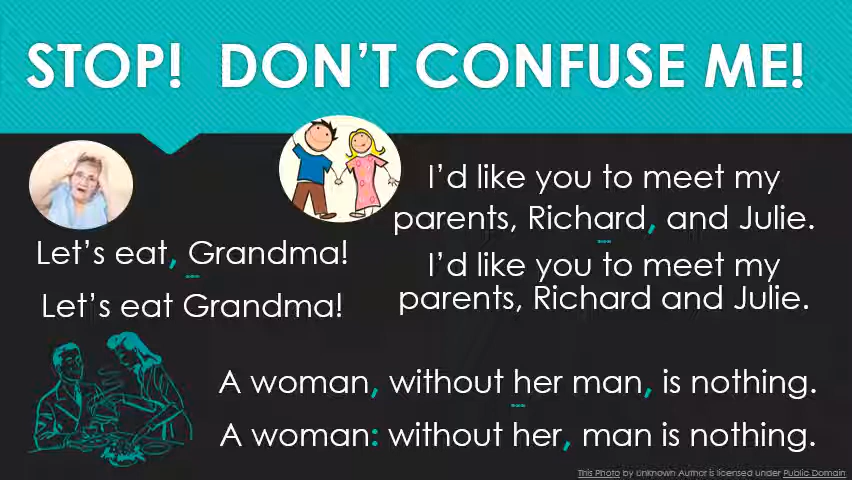 STOP!  DON'T CONFUSE ME!
Let's eat, Grandma!
Let's eat Grandma!
I'd like you to meet my
parents, Richard, and Julie.
I'd like you to meet my
parents, Richard and Julie.
A woman, without her man, is nothing.
A woman: without her, man is nothing.
This Photo by Unknown Author is licensed under Public Domain